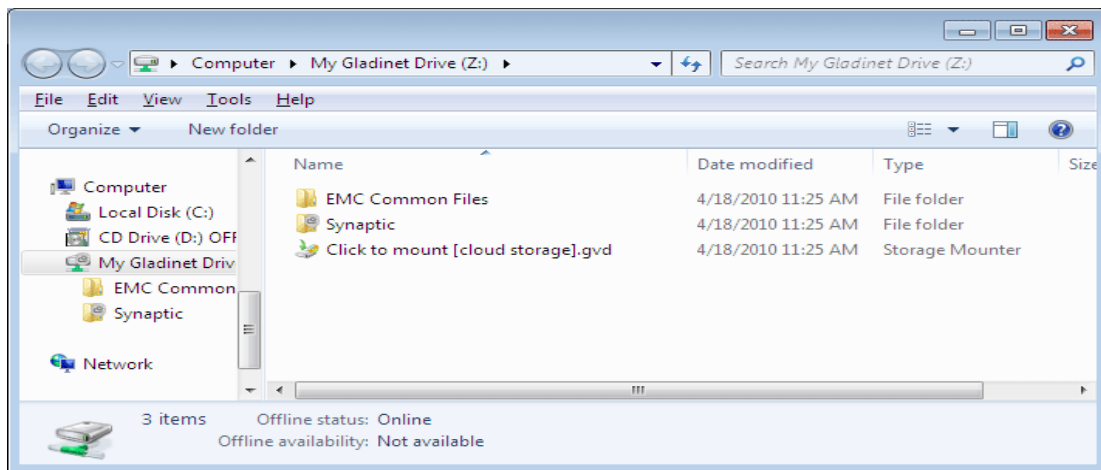 Computer ▸ My Gladinet Drive (Z:) ▸ Search My Gladinet Drive (Z:)
File Edit View Tools Help
Organize New folder
Name Date modified Type Size
Computer
Local Disk (C:)
CD Drive (D:) OFF
My Gladinet Driv
EMC Common
Synaptic
Network
EMC Common Files 4/18/2010 11:25 AM File folder
Synaptic 4/18/2010 11:25 AM File folder
Click to mount [cloud storage].gvd 4/18/2010 11:25 AM Storage Mounter
3 items Offline status: Online
Offline availability: Not available